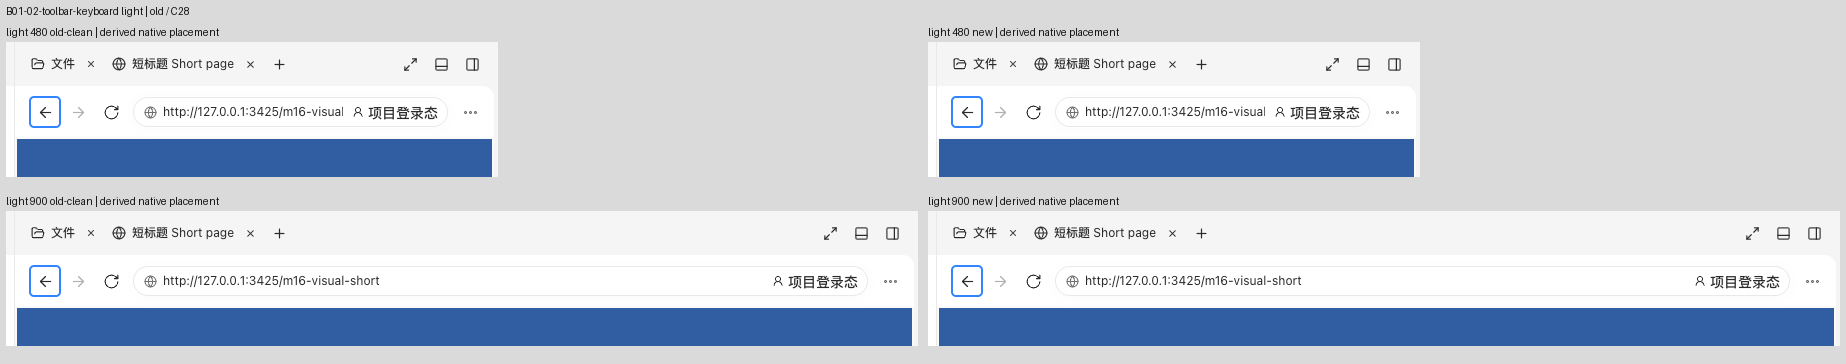 B01-02-toolbar-keyboard light | old / C28
light 480 old-clean | derived native placement
文件 × 短标题 Short page × +
http://127.0.0.1:3425/m16-visual 项目登录态 ...
light 480 new | derived native placement
文件 × 短标题 Short page × +
http://127.0.0.1:3425/m16-visual 项目登录态 ...
light 900 old-clean | derived native placement
文件 × 短标题 Short page × +
http://127.0.0.1:3425/m16-visual-short 项目登录态 ...
light 900 new | derived native placement
文件 × 短标题 Short page × +
http://127.0.0.1:3425/m16-visual-short 项目登录态 ...